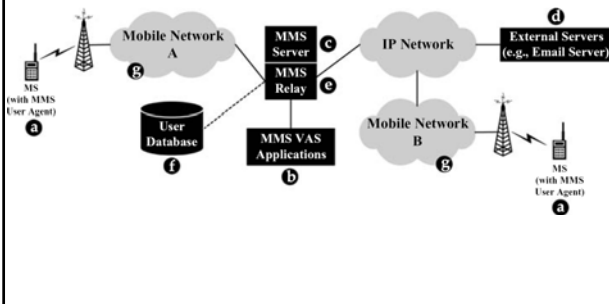 Mobile Network
A
g
MS
(with MMS
User Agent)
a
MMS
Server
c
MMS
Relay
e
User
Database
f
MMS VAS
Applications
b
IP Network
d
External Servers
(e.g., Email Server)
Mobile Network
B
g
MS
(with MMS
User Agent)
a